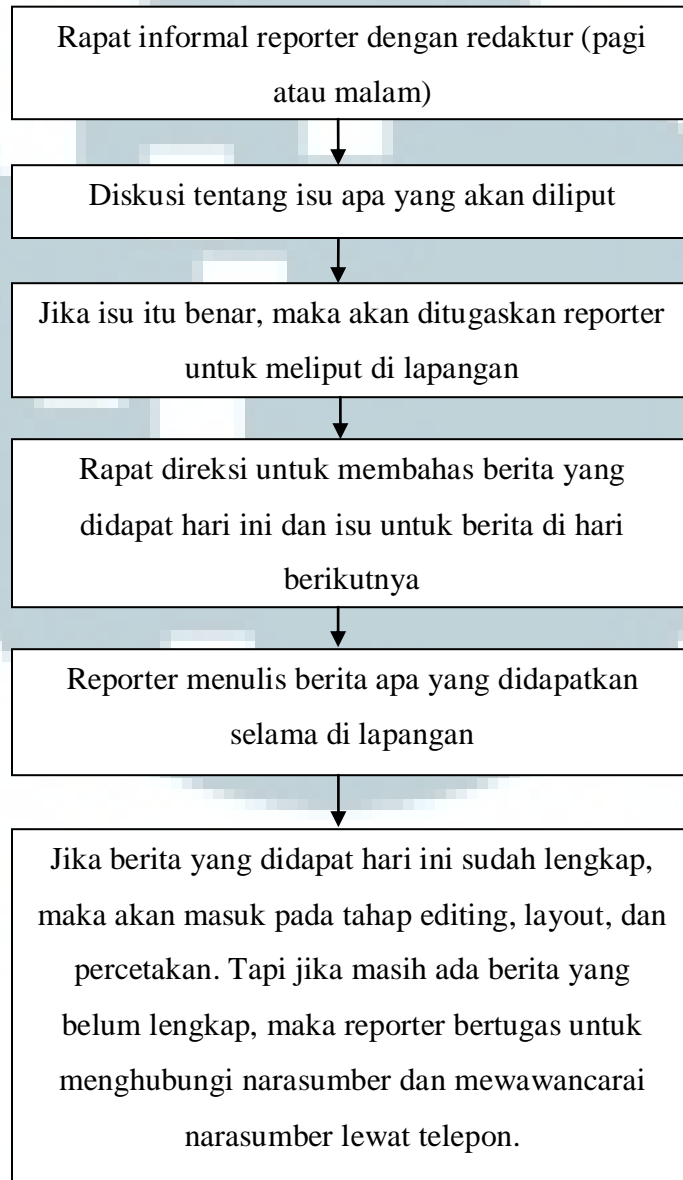 Rapat informal reporter dengan redaktur (pagi
atau malam)
Diskusi tentang isu apa yang akan diliput
Jika isu itu benar, maka akan ditugaskan reporter
untuk meliput di lapangan
Rapat direksi untuk membahas berita yang
didapat hari ini dan isu untuk berita di hari
berikutnya
Reporter menulis berita apa yang didapatkan
selama di lapangan
Jika berita yang didapat hari ini sudah lengkap,
maka akan masuk pada tahap editing, layout, dan
percetakan. Tapi jika masih ada berita yang
belum lengkap, maka reporter bertugas untuk
menghubungi narasumber dan mewawancarai
narasumber lewat telepon.